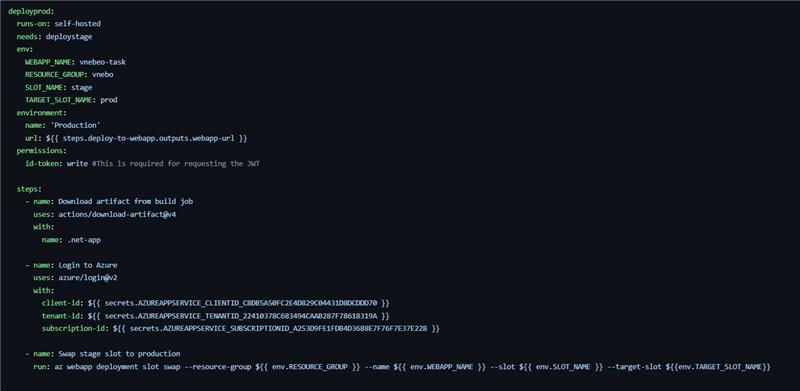 deployprod:
  runs-on: self-hosted
  needs: deploystage
  env:
    WEBAPP_NAME: vnebeo-task
    RESOURCE_GROUP: vnebo
    SLOT_NAME: stage
    TARGET_SLOT_NAME: prod
  environment:
    name: 'Production'
    url: ${{ steps.deploy-to-webapp.outputs.webapp-url }}
  permissions:
    id-token: write #This is required for requesting the JWT

  steps:
    - name: Download artifact from build job
      uses: actions/download-artifact@v4
      with:
        name: .net-app

    - name: Login to Azure
      uses: azure/login@v2
      with:
        client-id: ${{ secrets.AZUREAPPSERVICE_CLIENTID_C8DB5A50FC2E4D829C04431D8DCDDD70 }}
        tenant-id: ${{ secrets.AZUREAPPSERVICE_TENANTID_22410378C683494CAAB287F78618319A }}
        subscription-id: ${{ secrets.AZUREAPPSERVICE_SUBSCRIPTIONID_A253D9FE1FDB4D3688E7F76F7E37E22B }}

    - name: Swap stage slot to production
      run: az webapp deployment slot swap --resource-group ${{ env.RESOURCE_GROUP }} --name ${{ env.WEBAPP_NAME }} --slot ${{ env.SLOT_NAME }} --target-slot ${{env.TARGET_SLOT_NAME}}